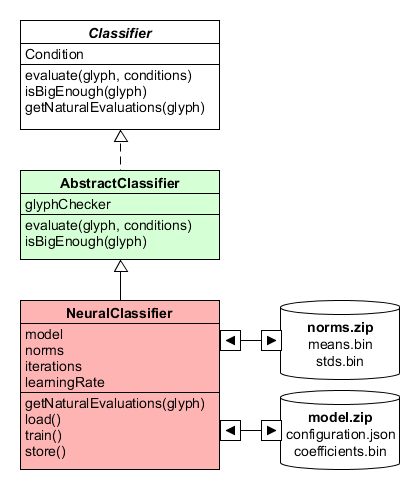 Classifier
Condition
evaluate(glyph, conditions)
isBigEnough(glyph)
getNaturalEvaluations(glyph)
AbstractClassifier
glyphChecker
evaluate(glyph, conditions)
isBigEnough(glyph)
NeuralClassifier
model
norms
iterations
learningRate
getNaturalEvaluations(glyph)
load()
train()
store()
norms.zip
means.bin
stds.bin
model.zip
configuration.json
coefficients.bin